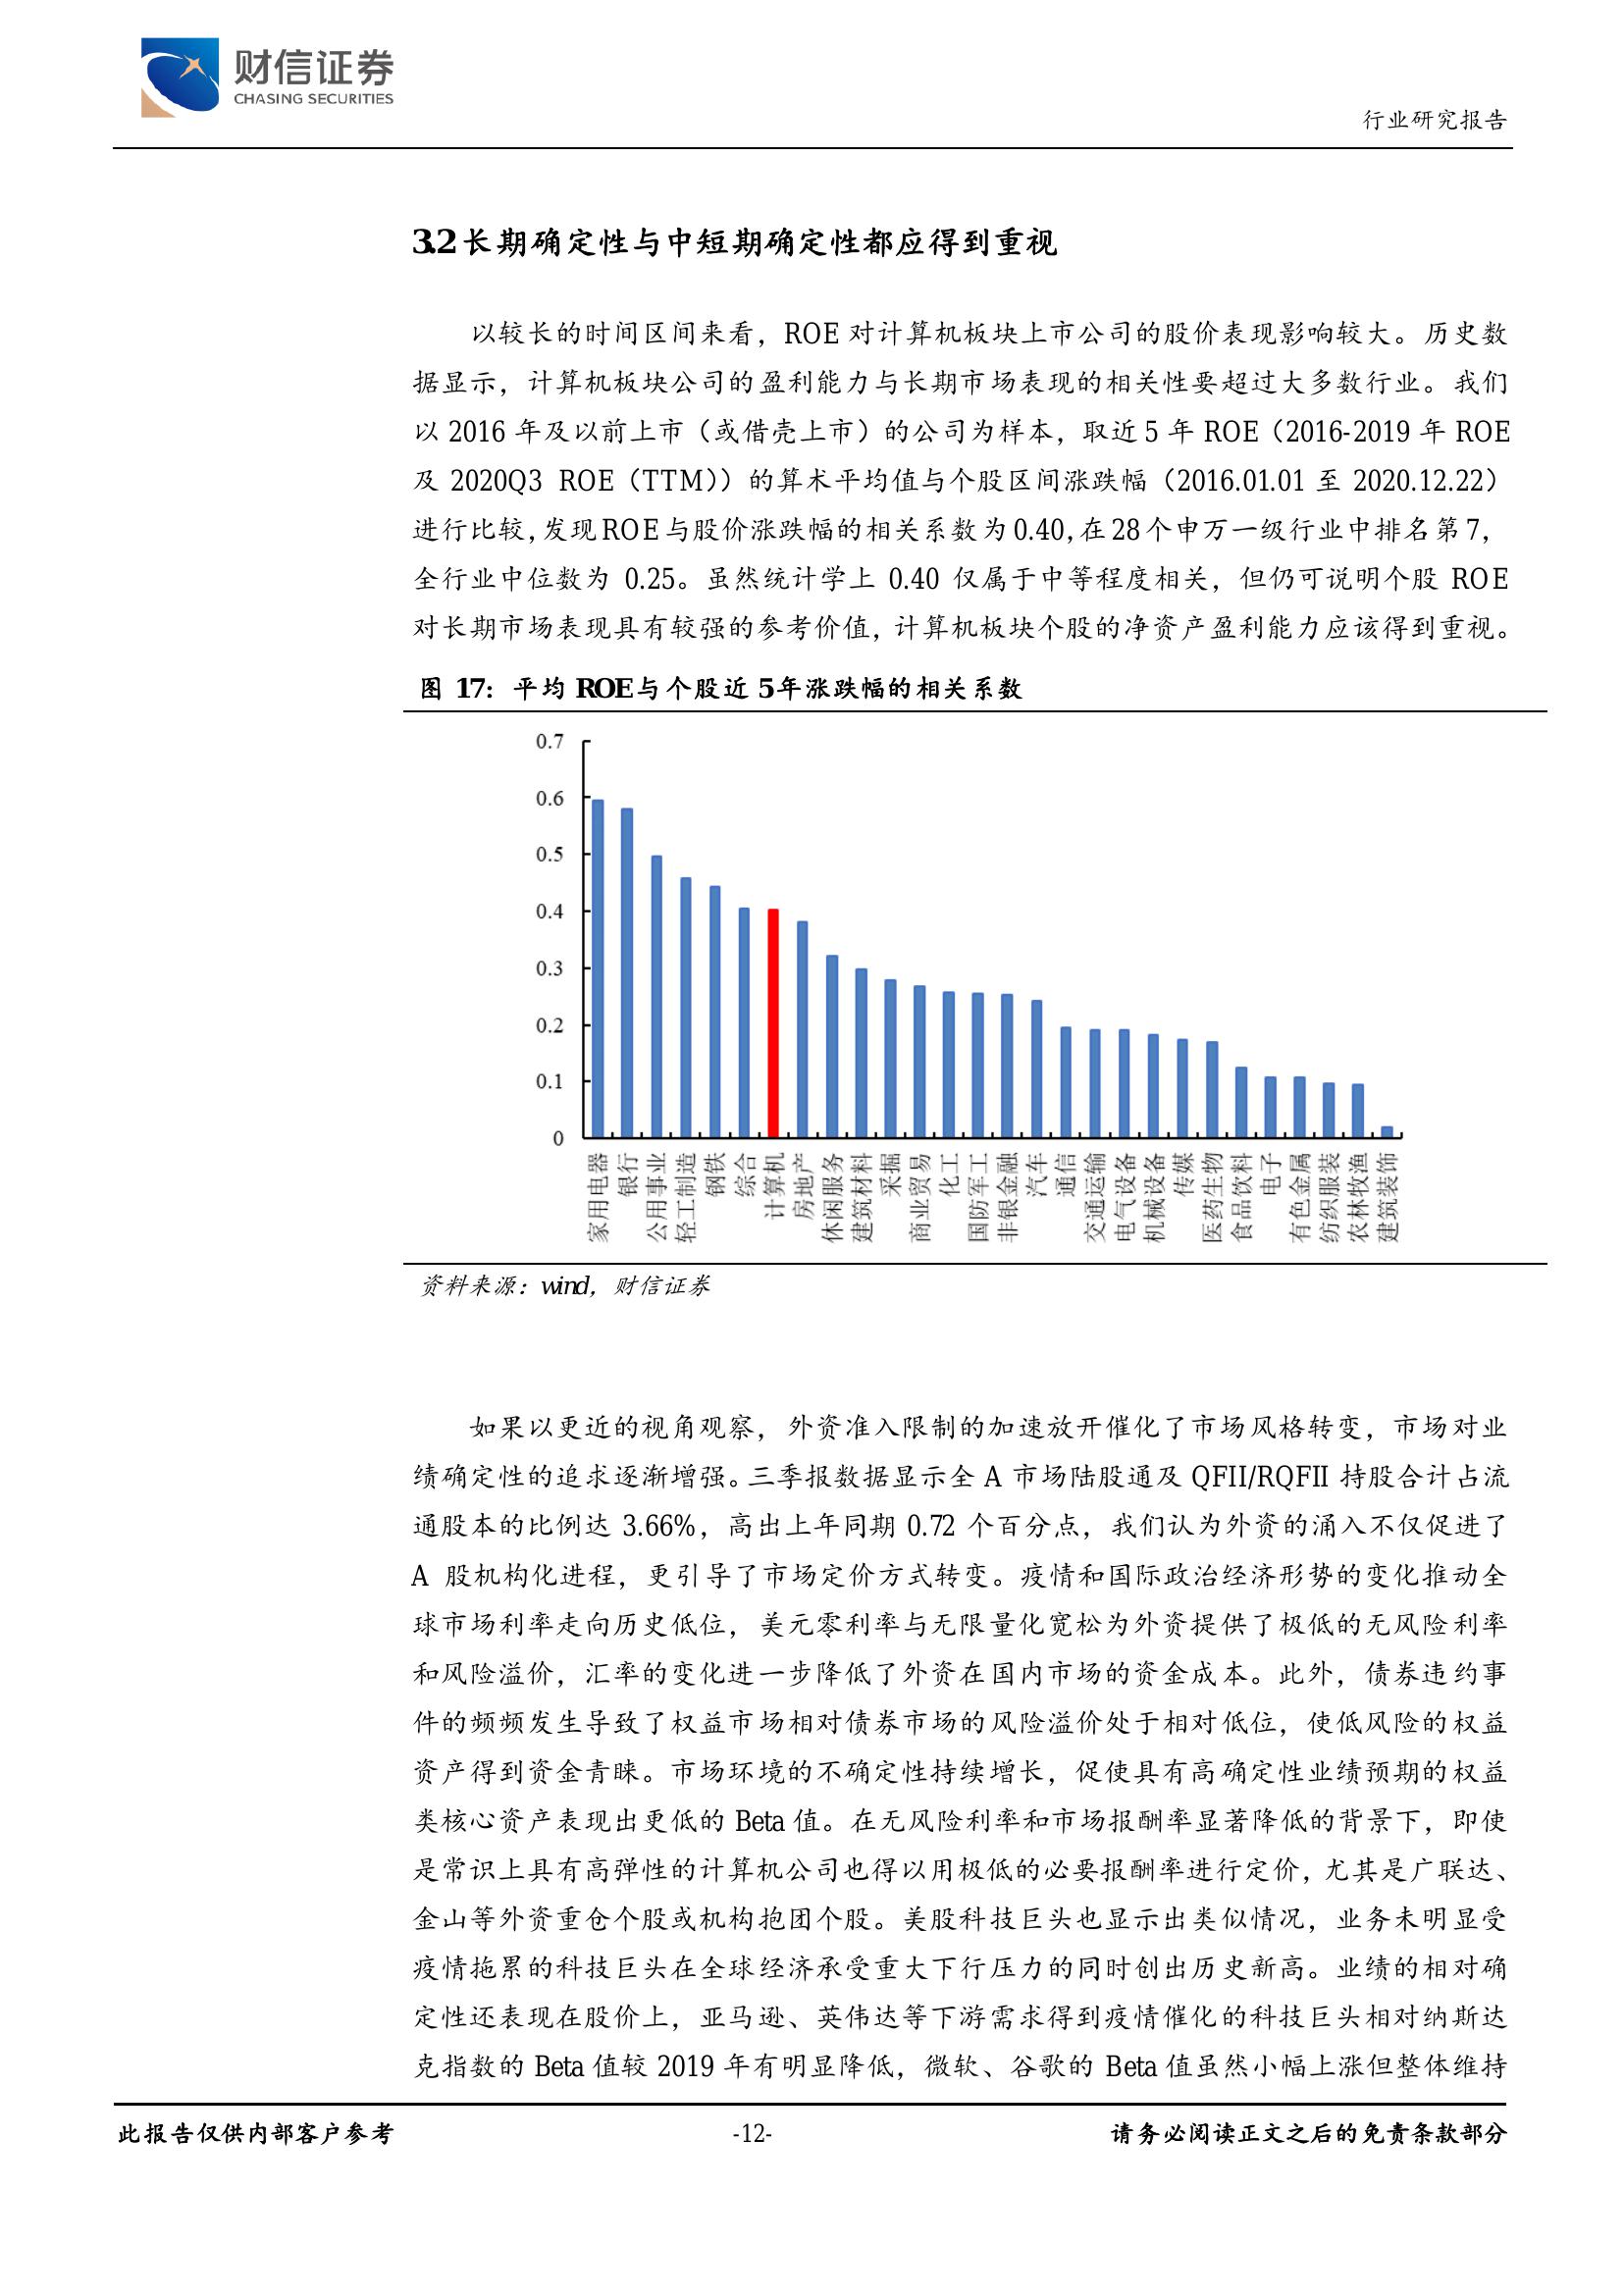 财信证券
CHASING SECURITIES
行业研究报告
3.2 长期确定性与中短期确定性都应得到重视
以较长的时间区间来看，ROE 对计算机板块上市公司的股价表现影响较大。历史数
据显示，计算机板块公司的盈利能力与长期市场表现的相关性要超过大多数行业。我们
以 2016 年及以前上市（或借壳上市）的公司为样本，取近 5 年 ROE（2016-2019 年 ROE
及 2020Q3 ROE（TTM））的算术平均值与个股区间涨跌幅（2016.01.01 至 2020.12.22）
进行比较，发现 ROE 与股价涨跌幅的相关系数为 0.40，在 28 个申万一级行业中排名第 7，
全行业中位数为 0.25。虽然统计学上 0.40 仅属于中等程度相关，但仍可说明个股 ROE
对长期市场表现具有较强的参考价值，计算机板块个股的净资产盈利能力应该得到重视。
图 17：平均 ROE 与个股近 5 年涨跌幅的相关系数
0.7
0.6
0.5
0.4
0.3
0.2
0.1
0
家用电器
银行
公用事业
轻工制造
钢铁
综合
计算机
房地产
休闲服务
建筑材料
采掘
商业贸易
化工
国防军工
非银金融
汽车
通信
交通运输
电气设备
机械设备
传媒
医药生物
食品饮料
电子
有色金属
纺织服装
农林牧渔
建筑装饰
资料来源：wind，财信证券
如果以更近的视角观察，外资准入限制的加速放开催化了市场风格转变，市场对业
绩确定性的追求逐渐增强。三季报数据显示全 A 市场陆股通及 QFII/RQFII 持股合计占流
通股本的比例达 3.66%，高出上年同期 0.72 个百分点，我们认为外资的涌入不仅促进了
A 股机构化进程，更引导了市场定价方式转变。疫情和国际政治经济形势的变化推动全
球市场利率走向历史低位，美元零利率与无限量化宽松为外资提供了极低的无风险利率
和风险溢价，汇率的变化进一步降低了外资在国内市场的资金成本。此外，债券违约事
件的频频发生导致了权益市场相对债券市场的风险溢价处于相对低位，使低风险的权益
资产得到资金青睐。市场环境的不确定性持续增长，促使具有高确定性业绩预期的权益
类核心资产表现出更低的 Beta 值。在无风险利率和市场报酬率显著降低的背景下，即使
是常识上具有高弹性的计算机公司也得以用极低的必要报酬率进行定价，尤其是广联达、
金山等外资重仓个股或机构抱团个股。美股科技巨头也显示出类似情况，业务未明显受
疫情拖累的科技巨头在全球经济承受重大下行压力的同时创出历史新高。业绩的相对确
定性还表现在股价上，亚马逊、英伟达等下游需求得到疫情催化的科技巨头相对纳斯达
克指数的 Beta 值较 2019 年有明显降低，微软、谷歌的 Beta 值虽然小幅上涨但整体维持
此报告仅供内部客户参考
-12-
请务必阅读正文之后的免责条款部分